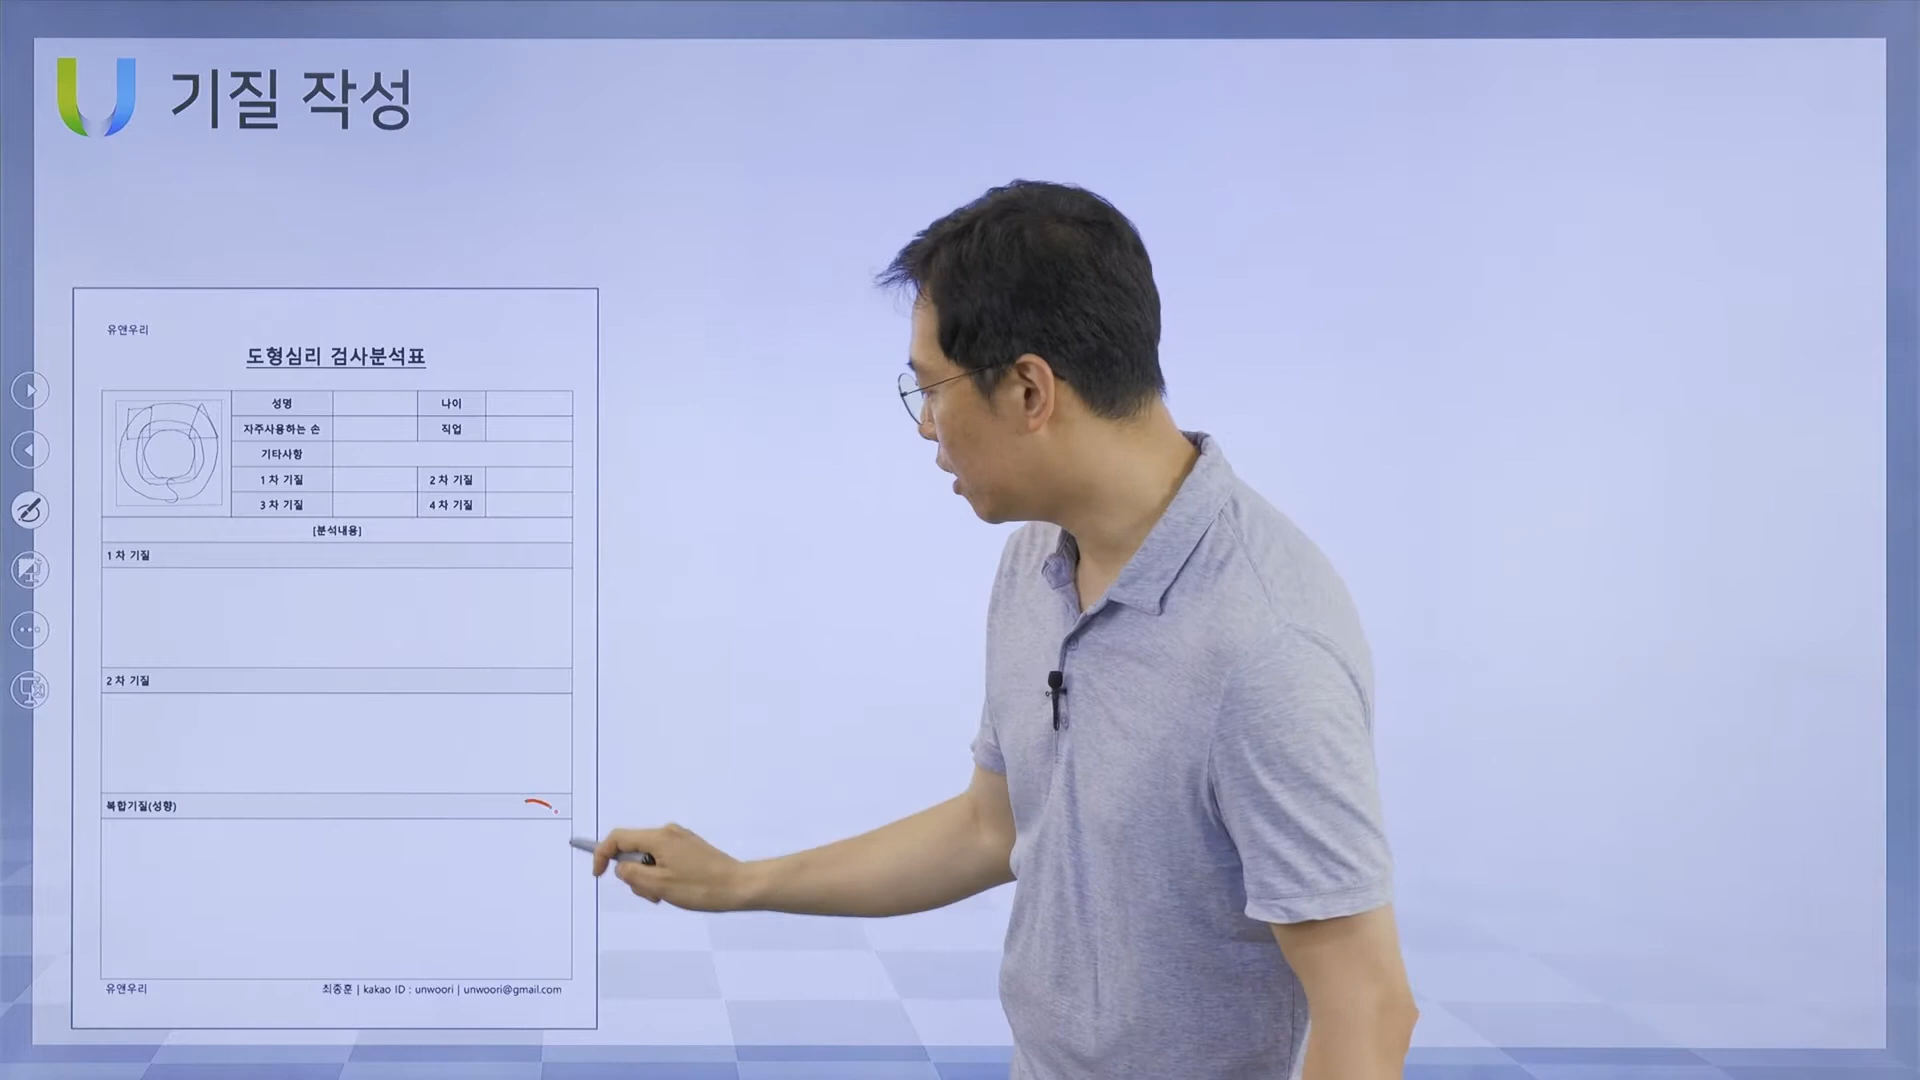 기질 작성
유앤우리
도형심리 검사분석표
성명 나이
자주사용하는 손 직업
기타사항
1 차 기질 2 차 기질
3 차 기질 4 차 기질
[분석내용]
1 차 기질
2 차 기질
복합기질(성향)
유앤우리 최종훈 | kakao ID : unwoori | unwoori@gmail.com